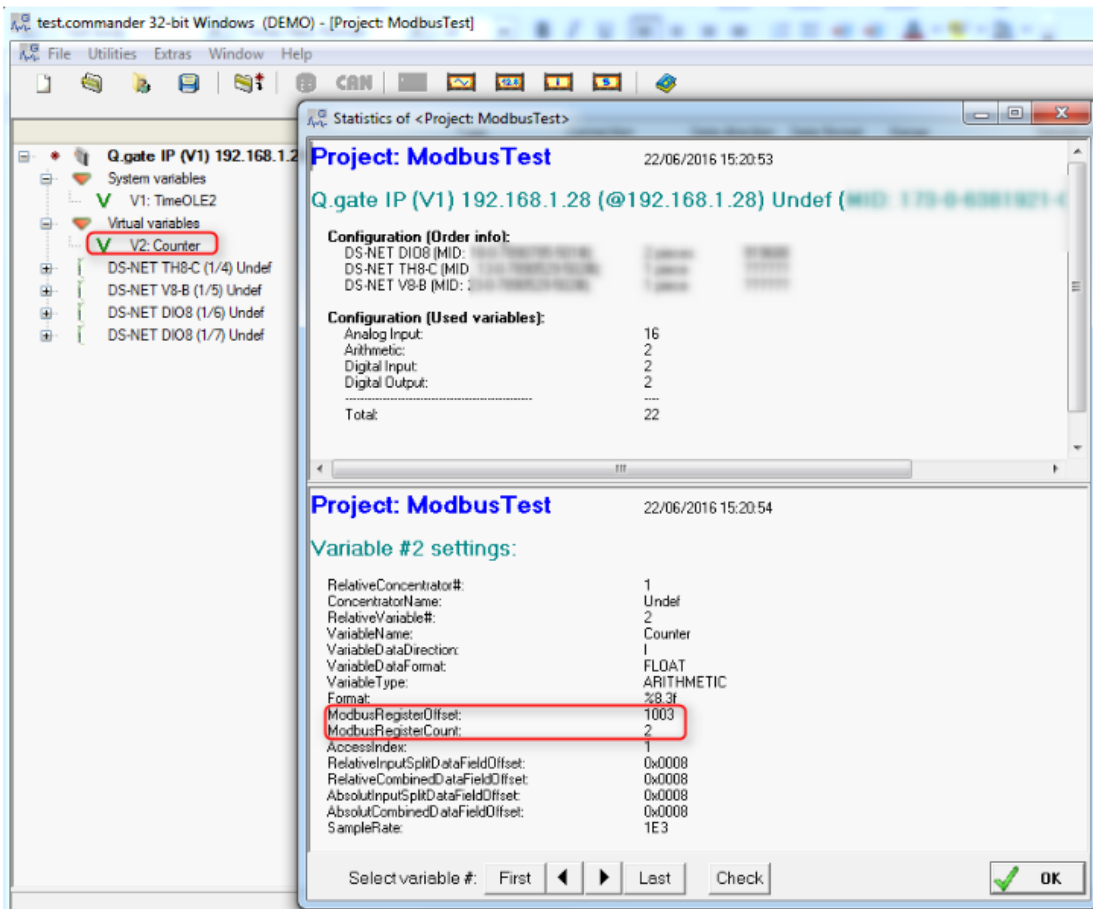 test.commander 32-bit Windows (DEMO) - [Project: ModbusTest]
File Utilities Extras Window Help
CAN 12.8 I S
Q.gate IP (V1) 192.168.1.2
System variables
V1: TimeOLE2
Virtual variables
V2: Counter
DS-NET TH8-C (1/4) Undef
DS-NET V8-B (1/5) Undef
DS-NET DIO8 (1/6) Undef
DS-NET DIO8 (1/7) Undef
Statistics of <Project: ModbusTest>
Project: ModbusTest 22/06/2016 15:20:53
Q.gate IP (V1) 192.168.1.28 (@192.168.1.28) Undef (
Configuration (Order info):
DS-NET DIO8 (MID:
DS-NET TH8-C (MID
DS-NET V8-B (MID:
Configuration (Used variables):
Analog Input: 16
Arithmetic: 2
Digital Input: 2
Digital Output: 2
Total: 22
Project: ModbusTest 22/06/2016 15:20:54
Variable #2 settings:
RelativeConcentrator#: 1
ConcentratorName: Undef
RelativeVariable#: 2
VariableName: Counter
VariableDataDirection: I
VariableDataFormat: FLOAT
VariableType: ARITHMETIC
Format: %8.3f
ModbusRegisterOffset: 1003
ModbusRegisterCount: 2
AccessIndex: 1
RelativeInputSplitDataFieldOffset: 0x0008
RelativeCombinedDataFieldOffset: 0x0008
AbsolutInputSplitDataFieldOffset: 0x0008
AbsolutCombinedDataFieldOffset: 0x0008
SampleRate: 1E3
Select variable #: First Last Check OK